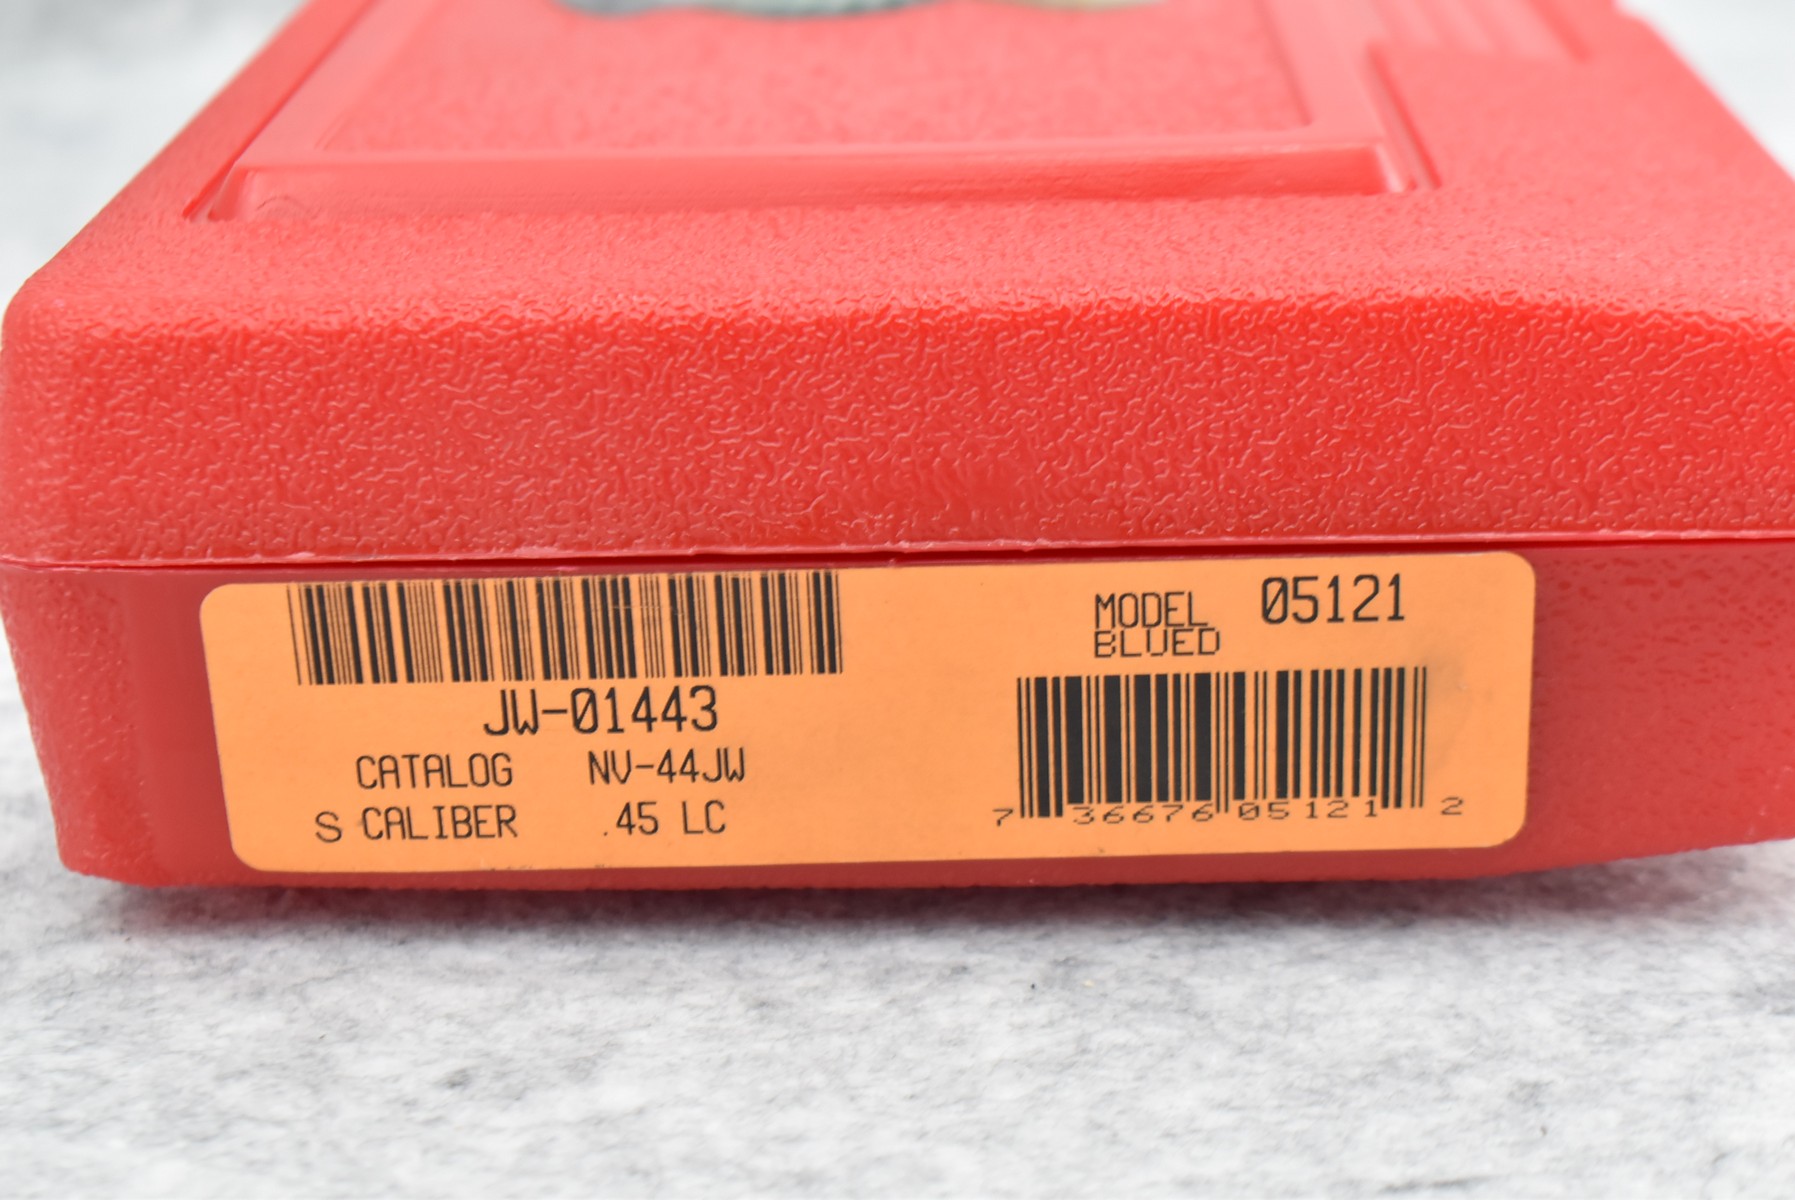 JW-01443
CATALOG NV-44JW
S CALIBER .45 LC
MODEL 05121
BLUED
7 36676 05121 2